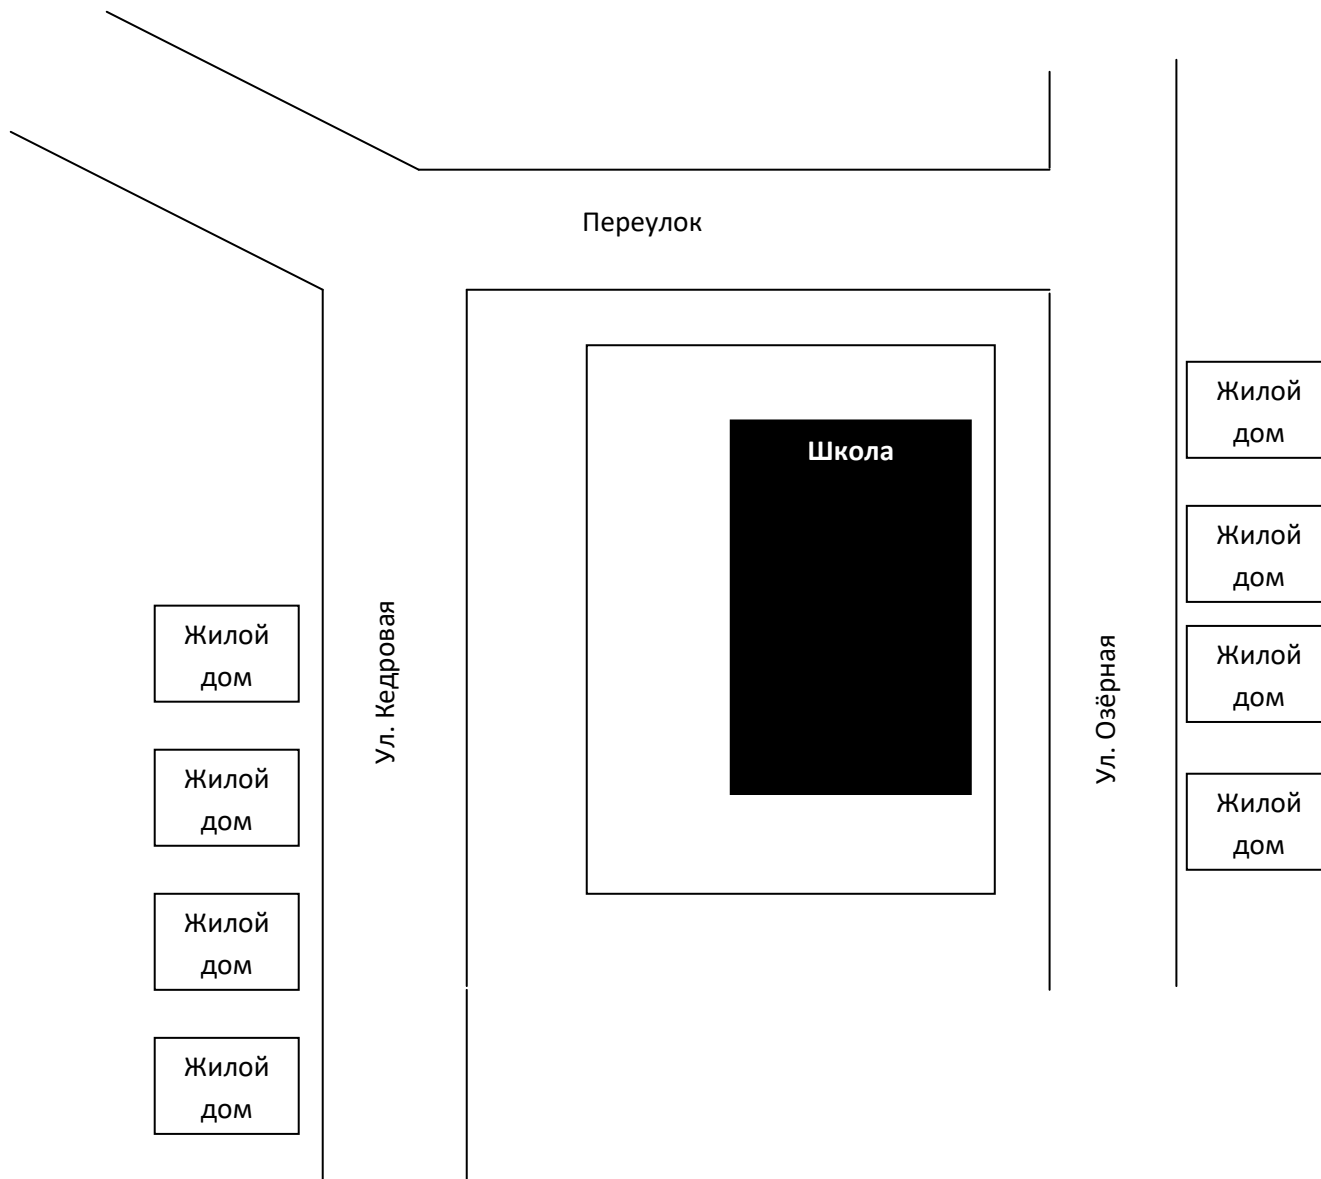 Переулок
Школа
Жилой
дом
Жилой
дом
Жилой
дом
Жилой
дом
Ул. Кедровая
Ул. Озёрная
Жилой
дом
Жилой
дом
Жилой
дом
Жилой
дом